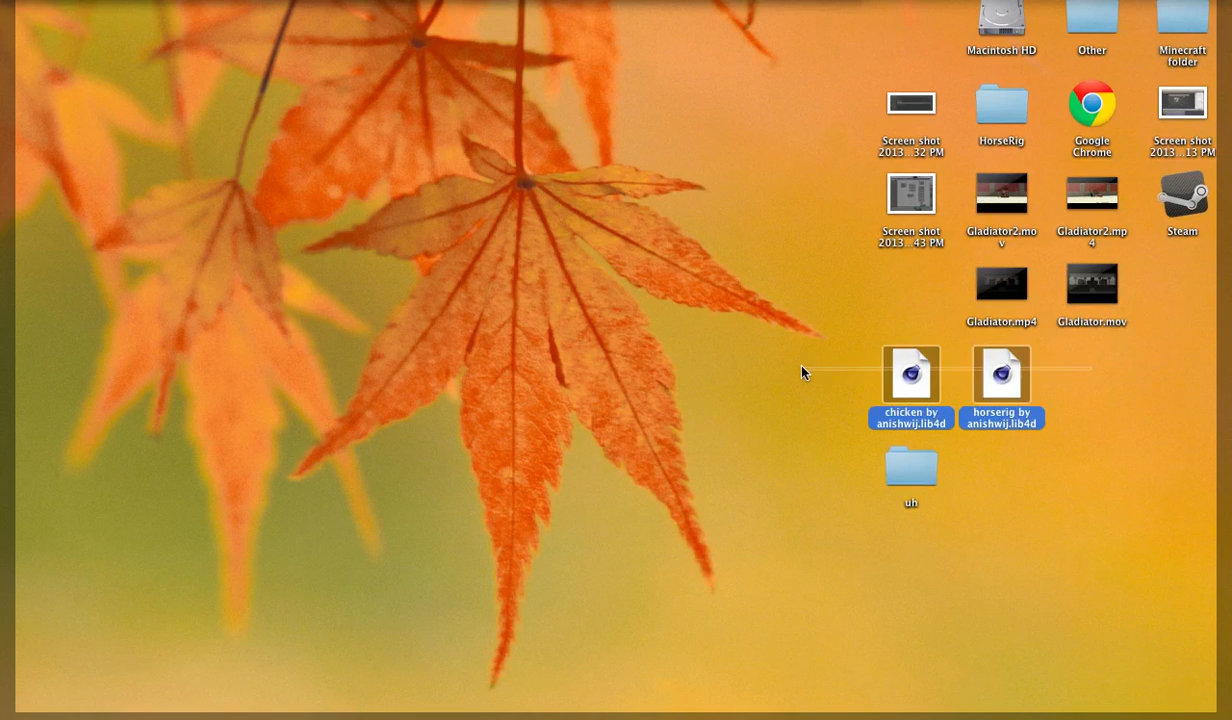 Macintosh HD
Other
Minecraft
folder
Screen shot
2013...32 PM
HorseRig
Google
Chrome
Screen shot
2013...13 PM
Screen shot
2013...43 PM
Gladiator2.mo
v
Gladiator2.mp
4
Steam
Gladiator.mp4
Gladiator.mov
chicken by
anishwij.lib4d
horserig by
anishwij.lib4d
uh